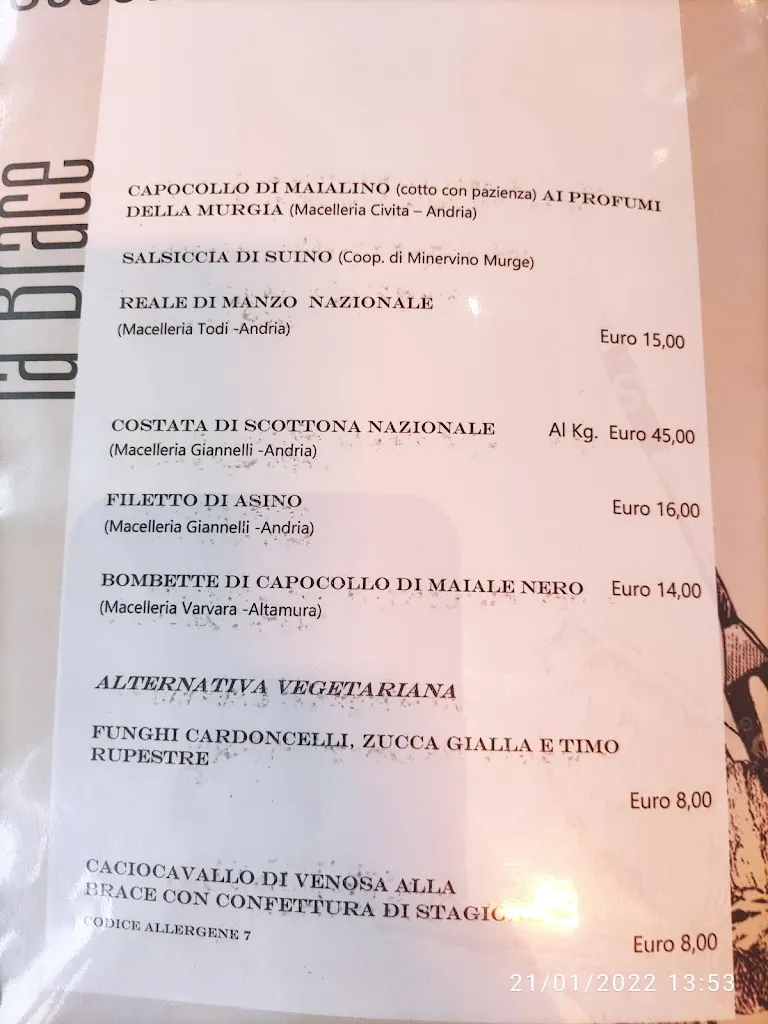 la Brace
CAPOCOLLO DI MAIALINO (cotto con pazienza) AI PROFUMI
DELLA MURGIA (Macelleria Civita – Andria)
SALSICCIA DI SUINO (Coop. di Minervino Murge)
REALE DI MANZO NAZIONALE
(Macelleria Todi -Andria)
Euro 15,00
COSTATA DI SCOTTONA NAZIONALE Al Kg. Euro 45,00
(Macelleria Giannelli -Andria)
FILETTO DI ASINO Euro 16,00
(Macelleria Giannelli -Andria)
BOMBETTE DI CAPOCOLLO DI MAIALE NERO Euro 14,00
(Macelleria Varvara -Altamura)
ALTERNATIVA VEGETARIANA
FUNGHI CARDONCELLI, ZUCCA GIALLA E TIMO
RUPESTRE
Euro 8,00
CACIOCAVALLO DI VENOSA ALLA
BRACE CON CONFETTURA DI
CODICE ALLERGENE 7
Euro 8,00
21/01/2022 13:53